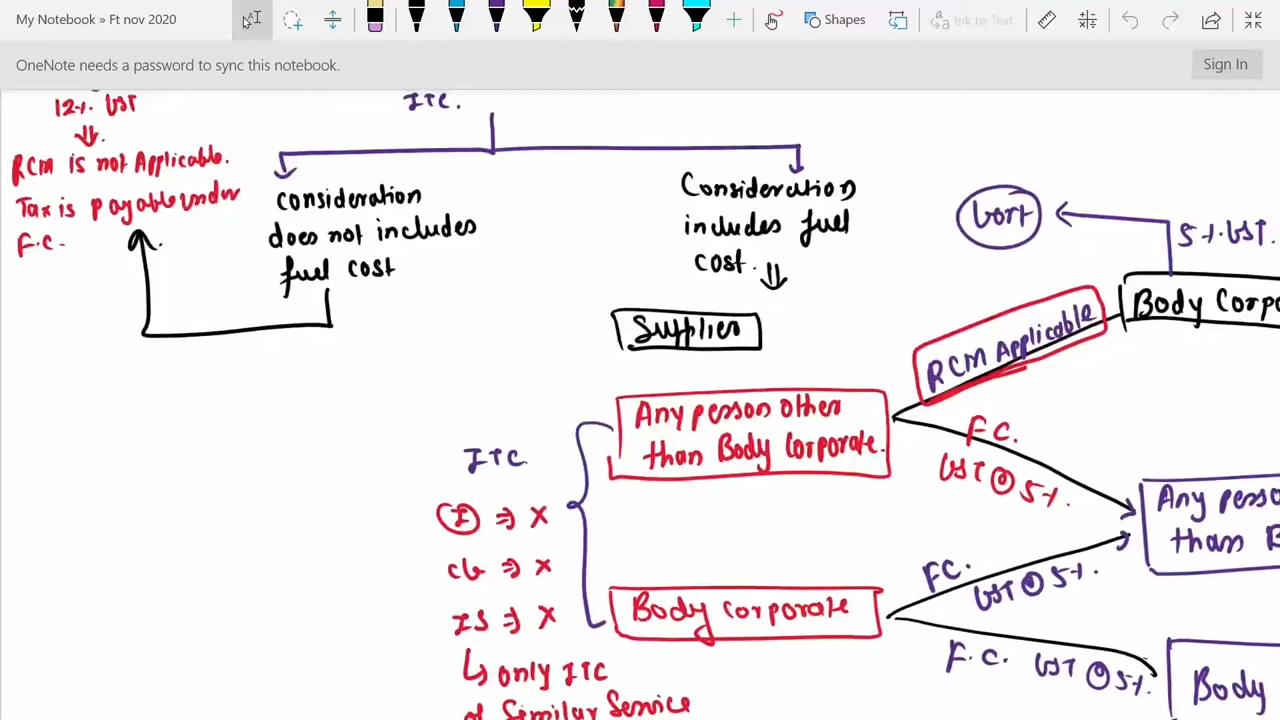 My Notebook » Ft nov 2020
Shapes
Ink to Text
OneNote needs a password to sync this notebook.
Sign In
12%. GST
RCM is not Applicable.
Tax is payable under
F.C.
ITC.
consideration
does not includes
fuel cost
Consideration
includes fuel
cost.
Supplier
Govt
5%. GST.
Body Corpo
RCM Applicable
Any person other
than Body Corporate.
F.C.
GST @ 5%.
Any perso
than B
ITC
I ⇒ X
CG ⇒ X
IS ⇒ X
only ITC
of Similar Service
Body corporate
F.C.
GST @ 5%.
F.C. GST @ 5%.
Body